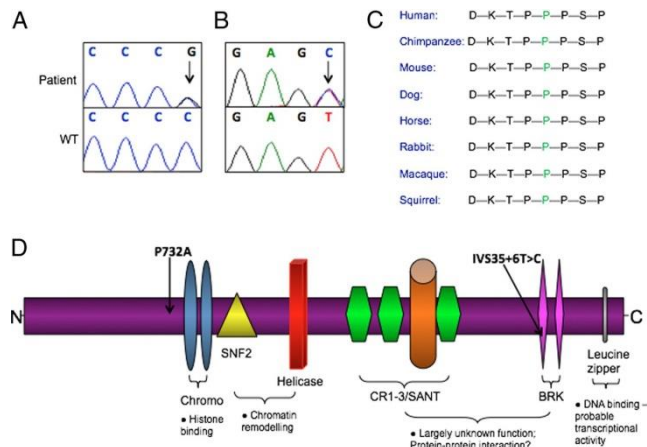 A
B
C
C C C G
Patient
C C C C
WT
G A G C
G A G T
Human: D—K—T—P—P—P—S—P
Chimpanzee: D—K—T—P—P—P—S—P
Mouse: D—K—T—P—P—P—S—P
Dog: D—K—T—P—P—P—S—P
Horse: D—K—T—P—P—P—S—P
Rabbit: D—K—T—P—P—P—S—P
Macaque: D—K—T—P—P—P—S—P
Squirrel: D—K—T—P—P—P—S—P
D
P732A
IVS35+6T>C
N
C
SNF2
Helicase
CR1-3/SANT
BRK
Leucine
zipper
Chromo
● Histone
binding
● Chromatin
remodelling
● Largely unknown function;
Protein-protein interaction?
● DNA binding –
probable
transcriptional
activity